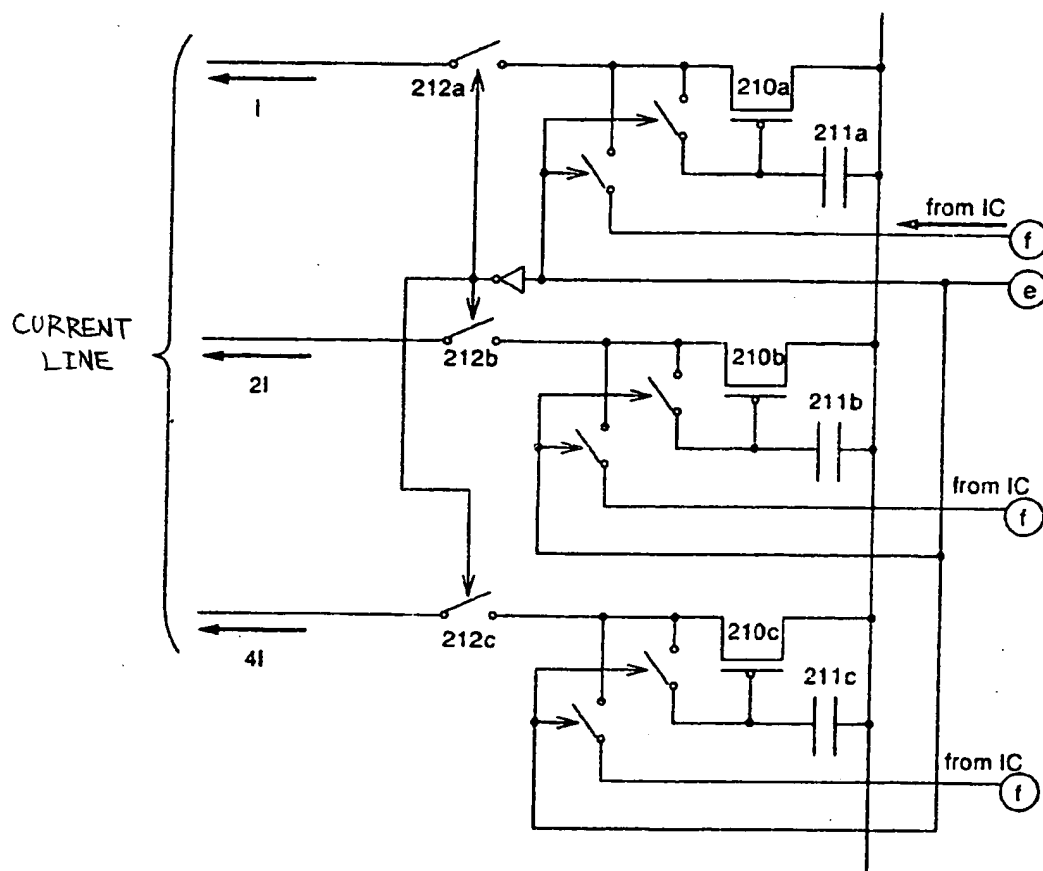 212a
I
210a
211a
from IC
f
e
CURRENT
LINE
212b
2I
210b
211b
from IC
f
212c
4I
210c
211c
from IC
f